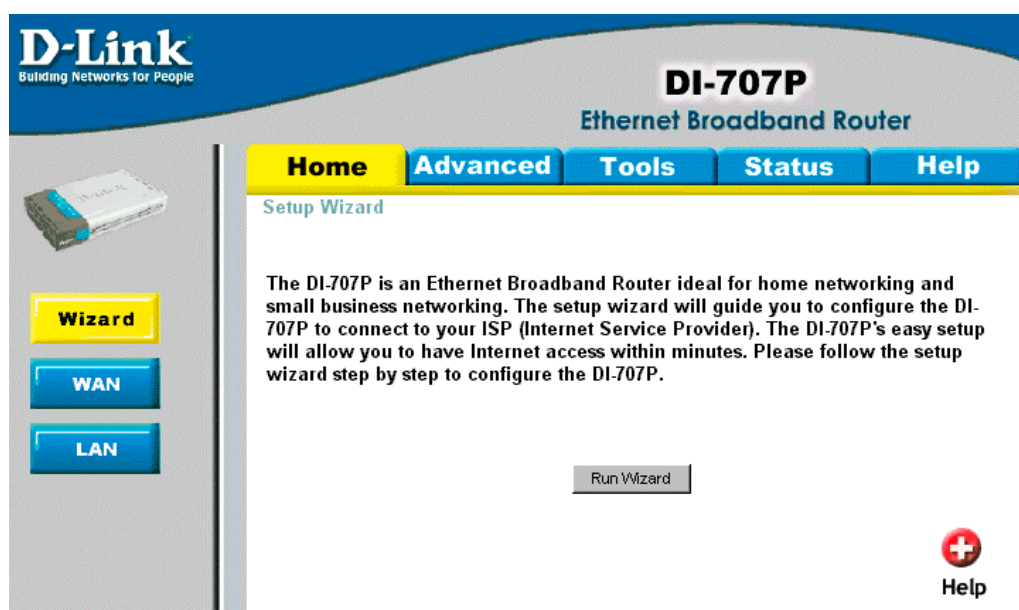 D-Link
Building Networks for People
DI-707P
Ethernet Broadband Router
Home Advanced Tools Status Help
Setup Wizard
The DI-707P is an Ethernet Broadband Router ideal for home networking and
small business networking. The setup wizard will guide you to configure the DI-
707P to connect to your ISP (Internet Service Provider). The DI-707P's easy setup
will allow you to have Internet access within minutes. Please follow the setup
wizard step by step to configure the DI-707P.
Wizard
WAN
LAN
Run Wizard
Help